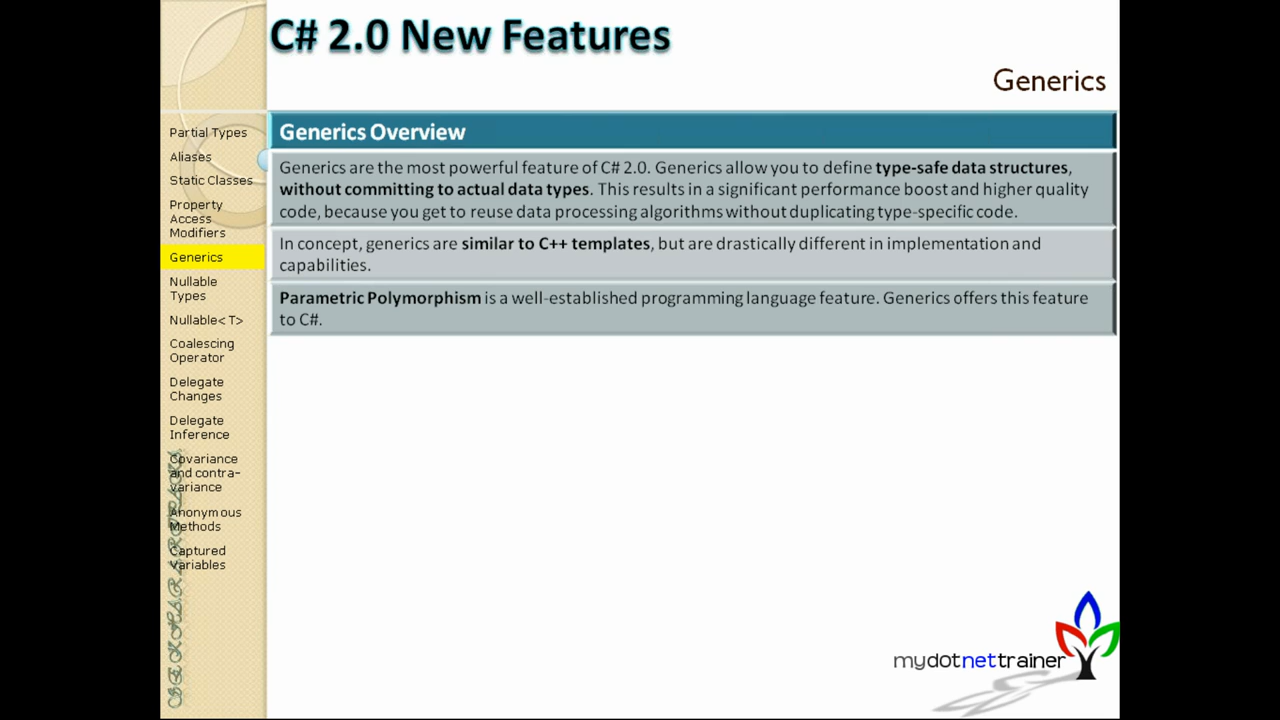 C# 2.0 New Features
Generics
Partial Types
Aliases
Static Classes
Property
Access
Modifiers
Generics
Nullable
Types
Nullable< T>
Coalescing
Operator
Delegate
Changes
Delegate
Inference
Covariance
and contra-
variance
Anonymous
Methods
Captured
variables
Generics Overview
Generics are the most powerful feature of C# 2.0. Generics allow you to define type-safe data structures,
without committing to actual data types. This results in a significant performance boost and higher quality
code, because you get to reuse data processing algorithms without duplicating type-specific code.
In concept, generics are similar to C++ templates, but are drastically different in implementation and
capabilities.
Parametric Polymorphism is a well-established programming language feature. Generics offers this feature
to C#.
mydotnettrainer